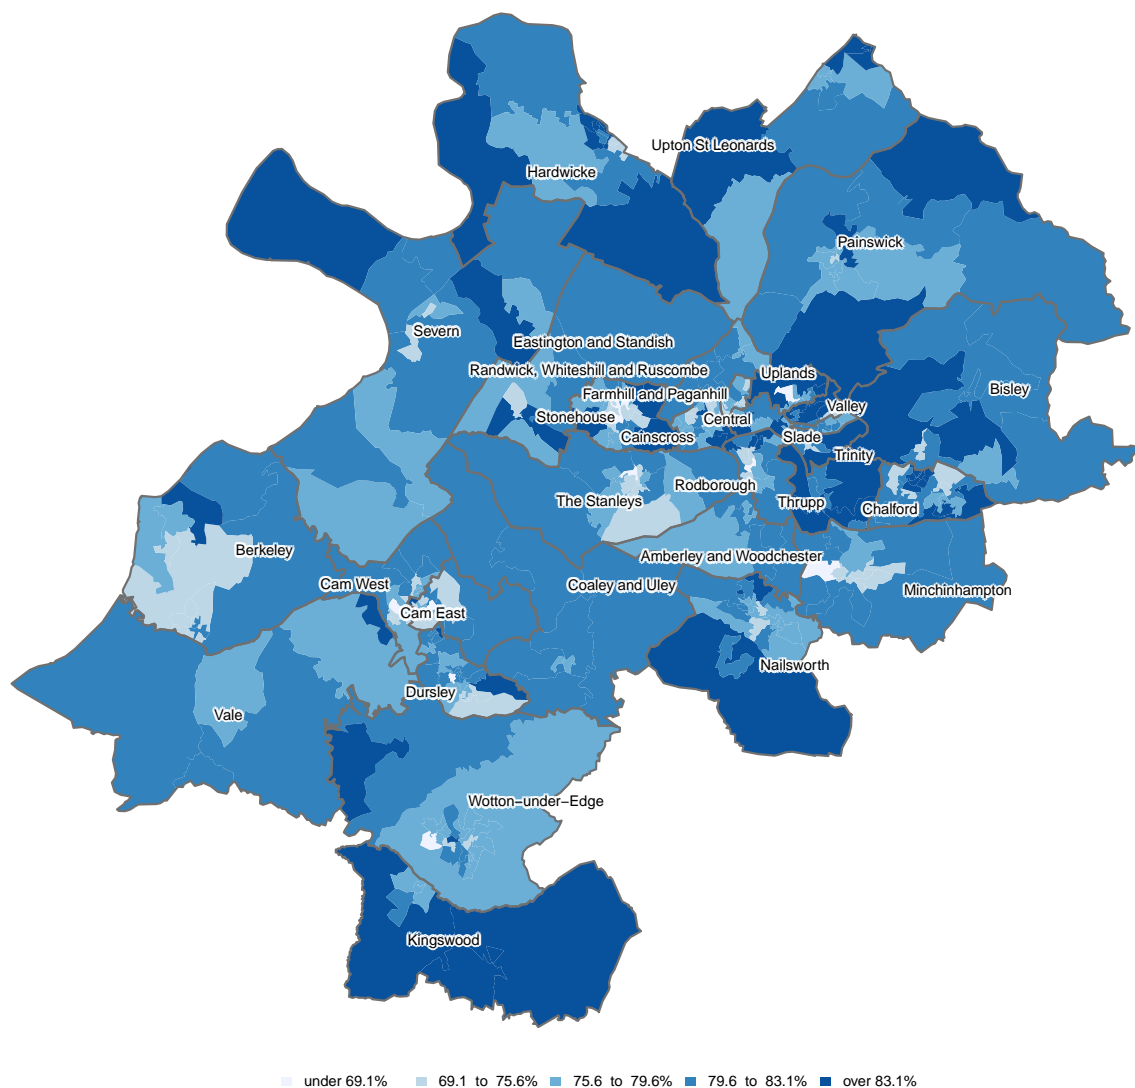 Upton St Leonards
Hardwicke
Painswick
Severn
Eastington and Standish
Randwick, Whiteshill and Ruscombe
Uplands
Bisley
Farmhill and Paganhill
Valley
Stonehouse
Central
Cainscross
Slade
Trinity
The Stanleys
Rodborough
Thrupp
Chalford
Berkeley
Amberley and Woodchester
Cam West
Coaley and Uley
Minchinhampton
Cam East
Nailsworth
Dursley
Vale
Wotton−under−Edge
Kingswood
under 69.1% 69.1 to 75.6% 75.6 to 79.6% 79.6 to 83.1% over 83.1%